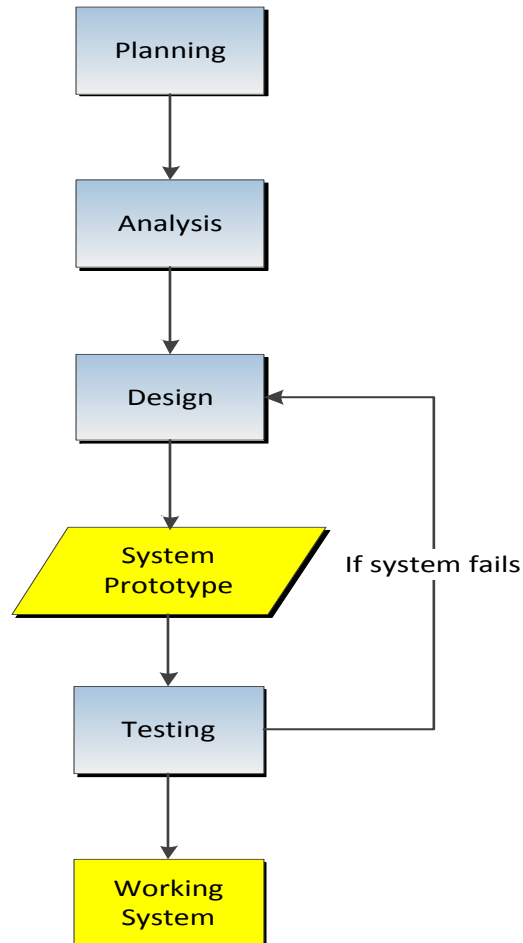 Planning
Analysis
Design
System
Prototype
If system fails
Testing
Working
System